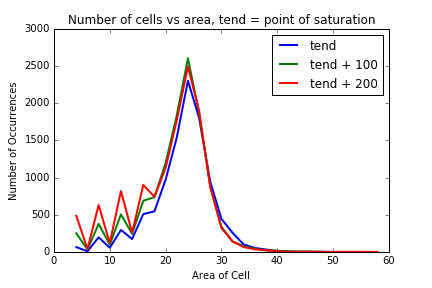 Number of cells vs area, tend = point of saturation
3000
2500
2000
1500
1000
500
0
Number of Occurrences
tend
tend + 100
tend + 200
0 10 20 30 40 50 60
Area of Cell